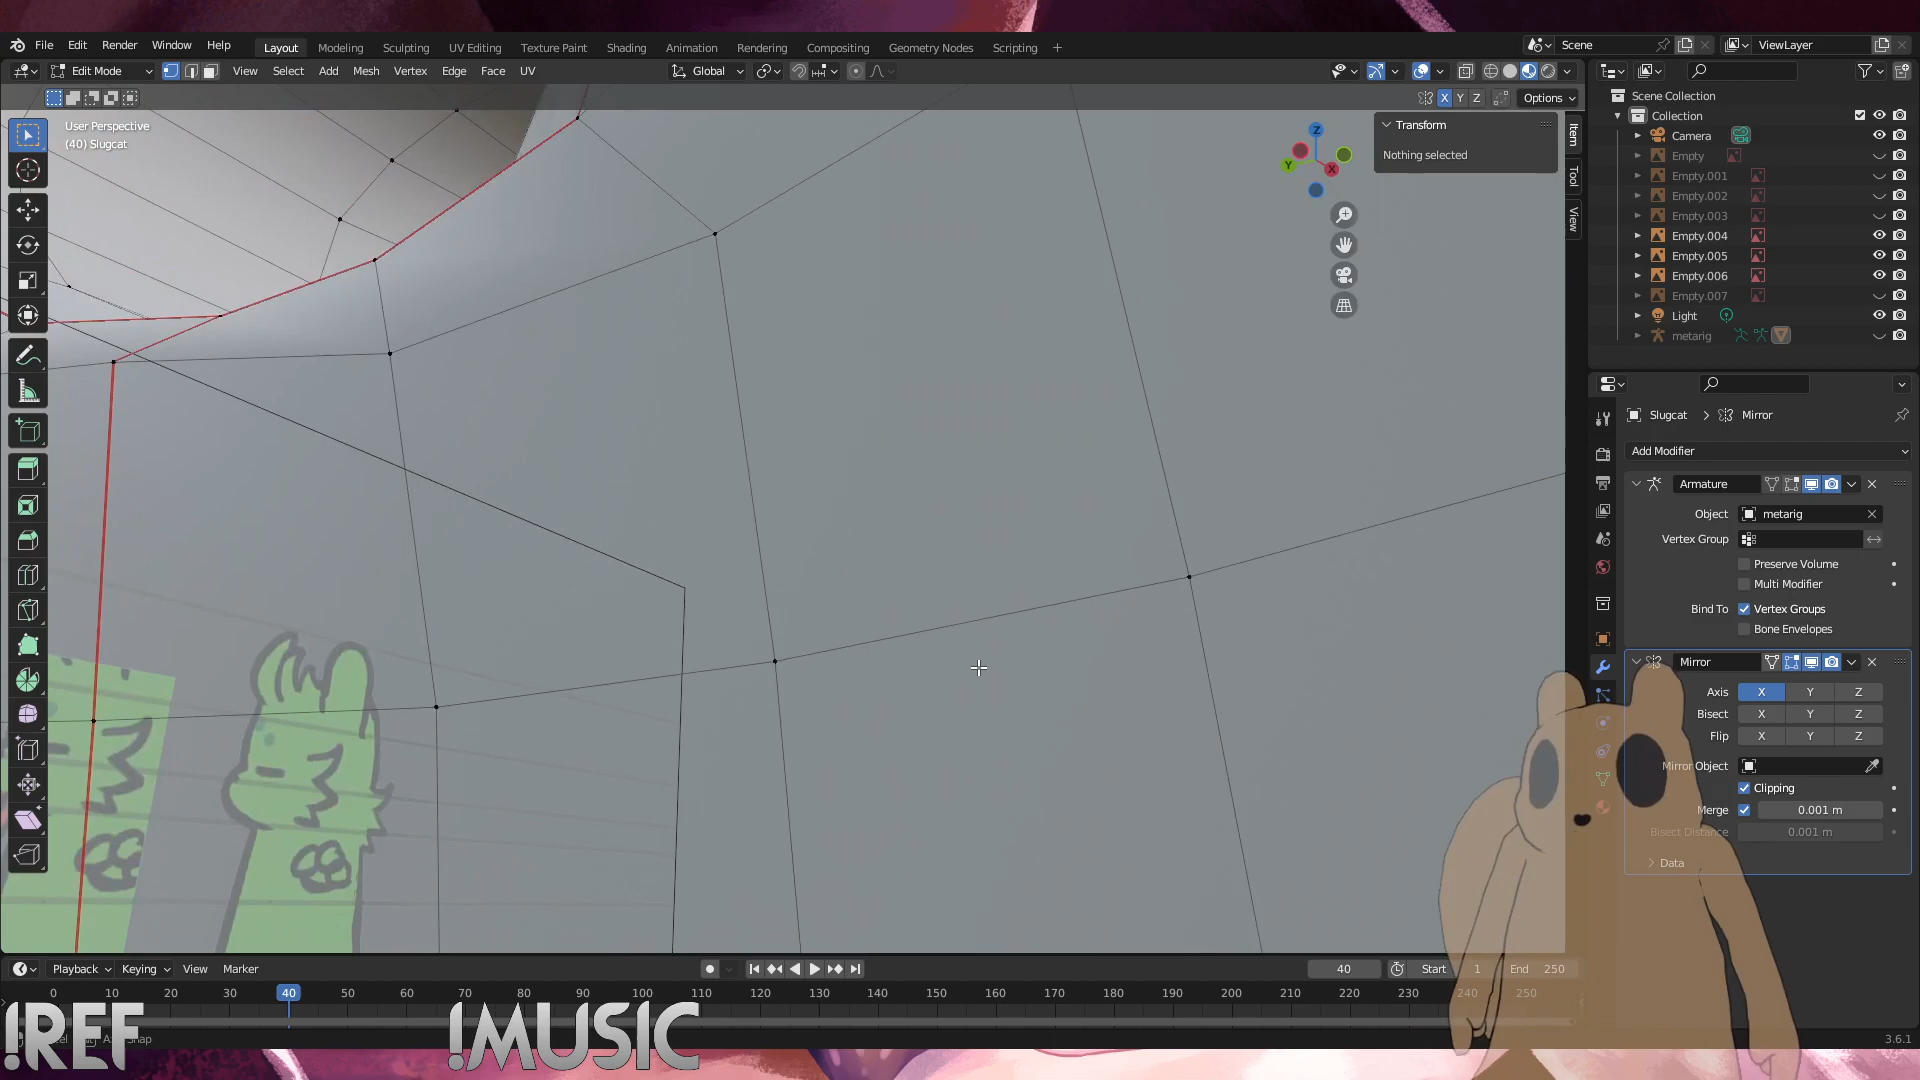 File Edit Render Window Help Layout Modeling Sculpting UV Editing Texture Paint Shading Animation Rendering Compositing Geometry Nodes Scripting + Scene ViewLayer
Edit Mode View Select Add Mesh Vertex Edge Face UV Global
X Y Z Options
User Perspective
(40) Slugcat
Transform
Nothing selected
Item
Tool
View
Z
Y
X
Scene Collection
Collection
Camera
Empty
Empty.001
Empty.002
Empty.003
Empty.004
Empty.005
Empty.006
Empty.007
Light
metarig
Slugcat > Mirror
Add Modifier
Armature
Object metarig
Vertex Group
Preserve Volume
Multi Modifier
Bind To Vertex Groups
Bone Envelopes
Mirror
Axis X Y Z
Bisect X Y Z
Flip X Y Z
Mirror Object
Clipping
Merge 0.001 m
Bisect Distance 0.001 m
Data
Playback Keying View Marker 40 Start 1 End 250
0 10 20 30 40 50 60 70 80 90 100 110 120 130 140 150 160 170 180 190 200 210 220 230 240 250
!REF !MUSIC
Snap
3.6.1